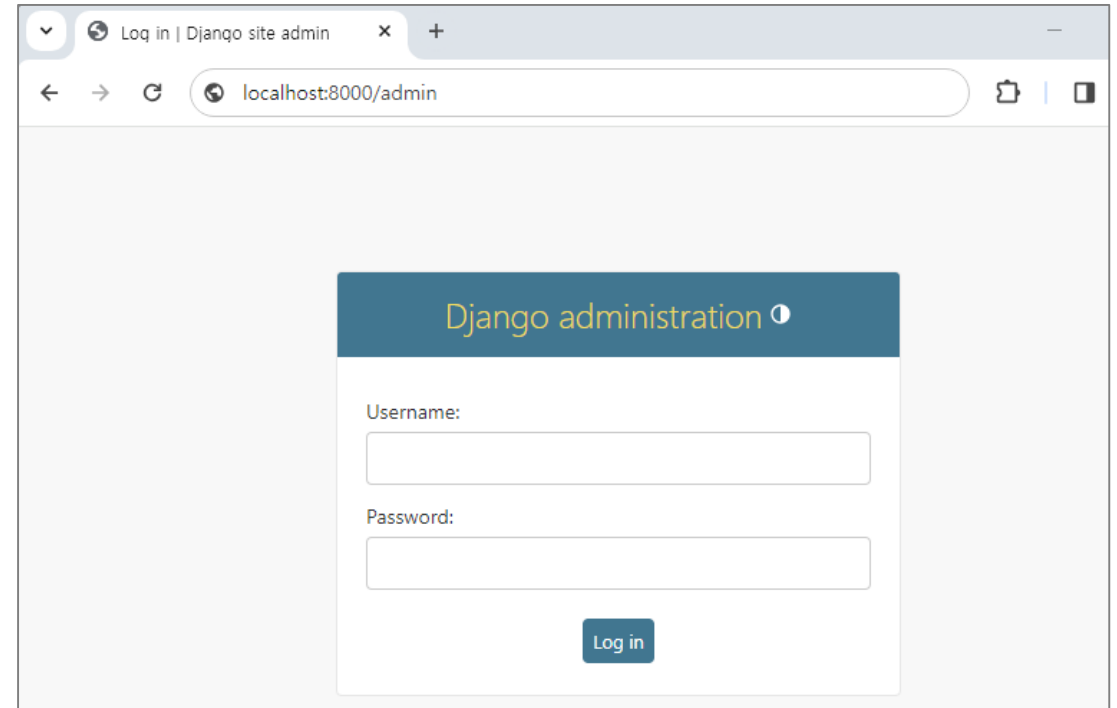 Log in | Django site admin
localhost:8000/admin
Django administration
Username:
Password:
Log in